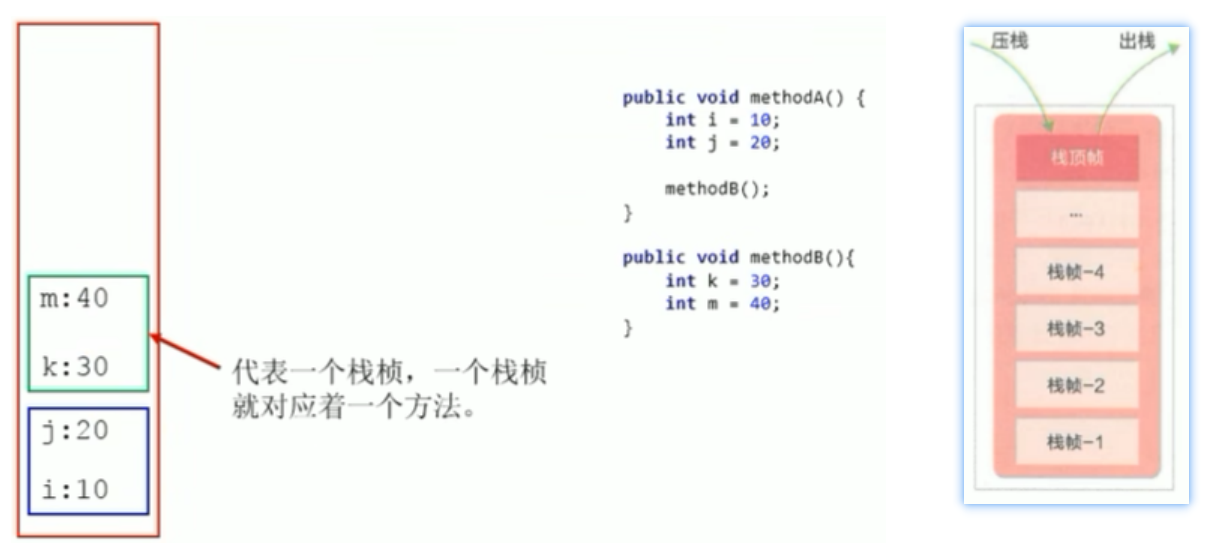 m:40
k:30
j:20
i:10
代表一个栈桢，一个栈桢
就对应着一个方法。
public void methodA() {
    int i = 10;
    int j = 20;
    methodB();
}
public void methodB(){
    int k = 30;
    int m = 40;
}
压栈
出栈
栈顶帧
...
栈帧-4
栈帧-3
栈帧-2
栈帧-1